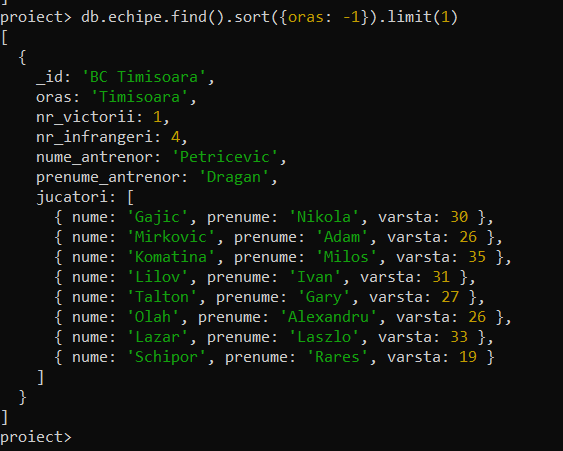 proiect> db.echipe.find().sort({oras: -1}).limit(1)
[
  {
    _id: 'BC Timisoara',
    oras: 'Timisoara',
    nr_victorii: 1,
    nr_infrangeri: 4,
    nume_antrenor: 'Petricevic',
    prenume_antrenor: 'Dragan',
    jucatori: [
      { nume: 'Gajic', prenume: 'Nikola', varsta: 30 },
      { nume: 'Mirkovic', prenume: 'Adam', varsta: 26 },
      { nume: 'Komatina', prenume: 'Milos', varsta: 35 },
      { nume: 'Lilov', prenume: 'Ivan', varsta: 31 },
      { nume: 'Talton', prenume: 'Gary', varsta: 27 },
      { nume: 'Olah', prenume: 'Alexandru', varsta: 26 },
      { nume: 'Lazar', prenume: 'Laszlo', varsta: 33 },
      { nume: 'Schipor', prenume: 'Rares', varsta: 19 }
    ]
  }
]
proiect>